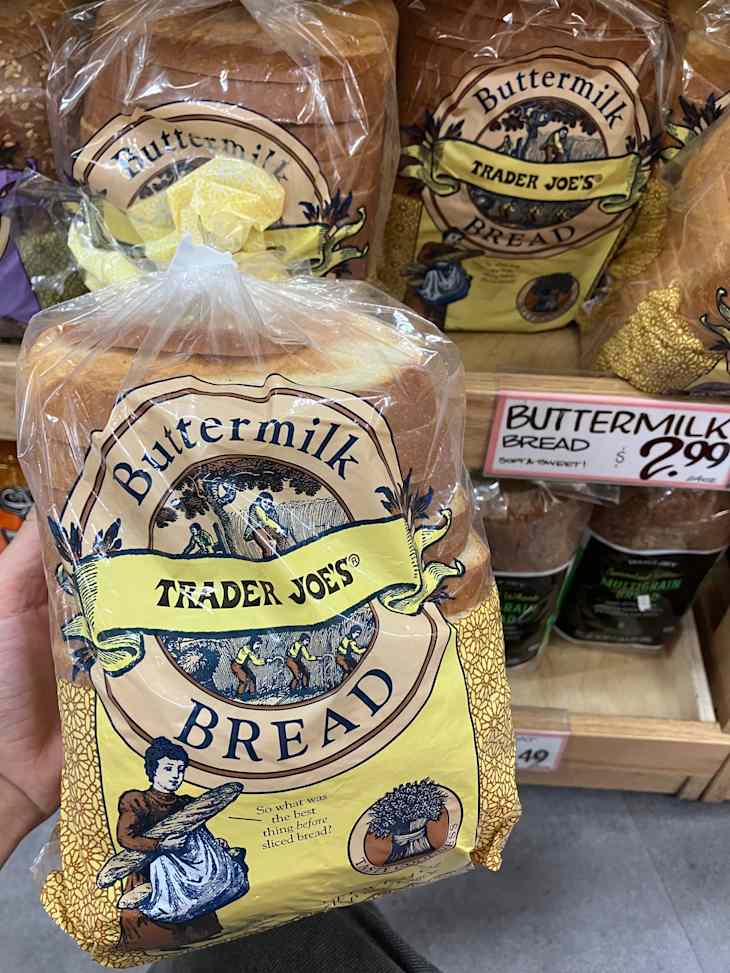 Buttermilk
Buttermilk
TRADER JOE'S®
BREAD
BUTTERMILK
BREAD
SOFT & SWEET!
$ 2.99
24OZ
Buttermilk
TRADER JOE'S®
BREAD
So what was
the best
thing before
sliced bread?
MULTIGRAIN
49